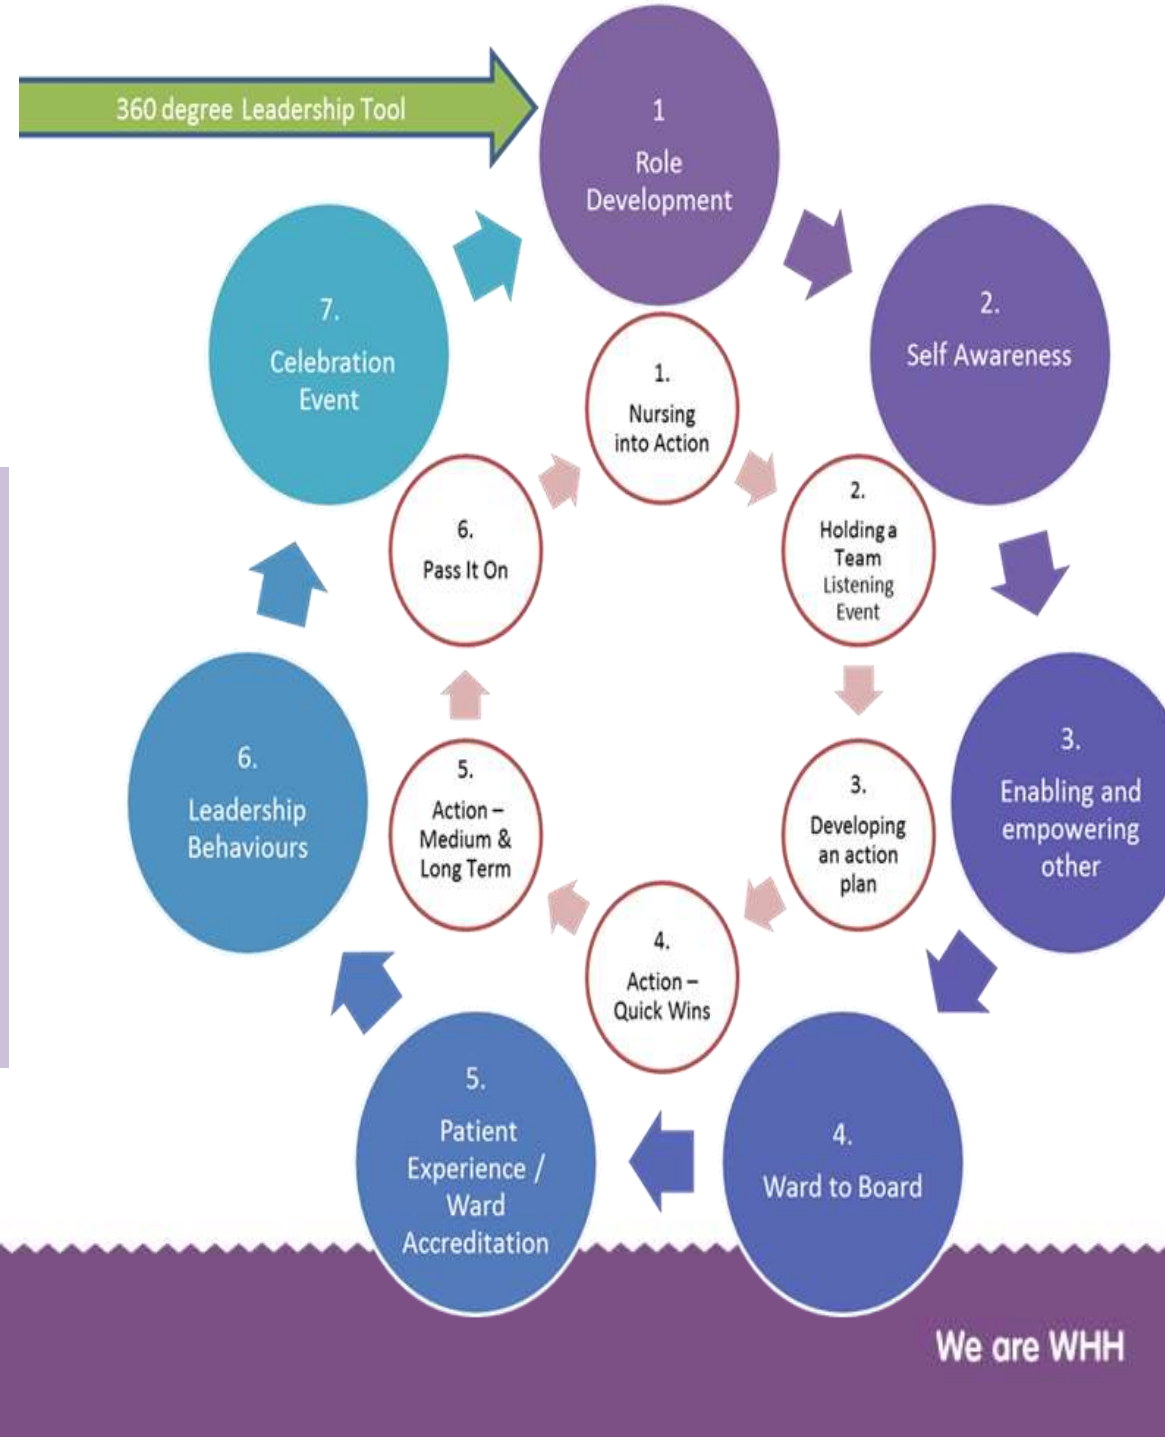 360 degree Leadership Tool
1
Role
Development
2.
Self Awareness
3.
Enabling and
empowering
other
4.
Ward to Board
5.
Patient
Experience /
Ward
Accreditation
6.
Leadership
Behaviours
7.
Celebration
Event
1.
Nursing
into Action
2.
Holding a
Team
Listening
Event
3.
Developing
an action
plan
4.
Action –
Quick Wins
5.
Action –
Medium &
Long Term
6.
Pass It On
We are WHH